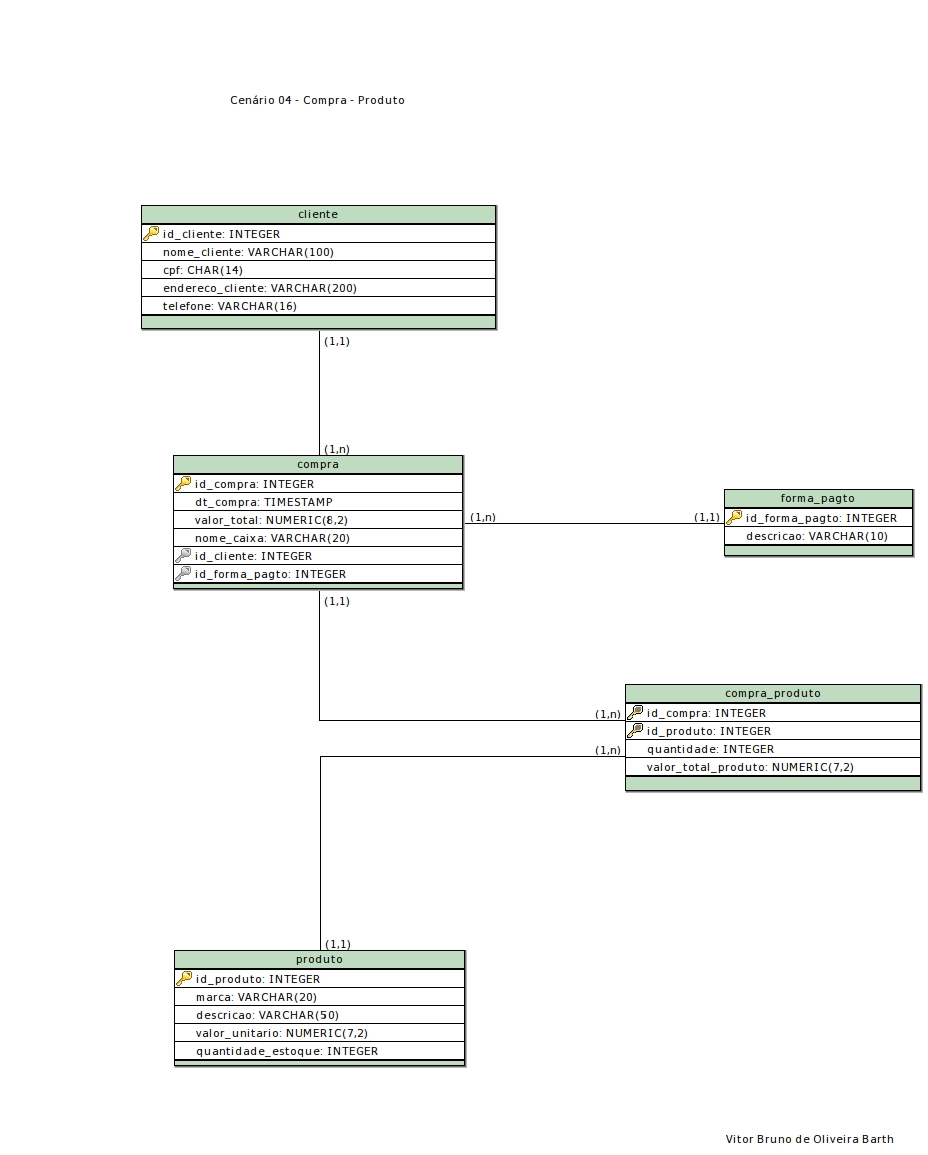 Cenário 04 - Compra - Produto
cliente
id_cliente: INTEGER
nome_cliente: VARCHAR(100)
cpf: CHAR(14)
endereco_cliente: VARCHAR(200)
telefone: VARCHAR(16)
(1,1)
(1,n)
compra
id_compra: INTEGER
dt_compra: TIMESTAMP
valor_total: NUMERIC(8,2)
nome_caixa: VARCHAR(20)
id_cliente: INTEGER
id_forma_pagto: INTEGER
(1,n)
(1,1)
forma_pagto
id_forma_pagto: INTEGER
descricao: VARCHAR(10)
(1,1)
(1,n)
compra_produto
id_compra: INTEGER
id_produto: INTEGER
quantidade: INTEGER
valor_total_produto: NUMERIC(7,2)
(1,n)
(1,1)
produto
id_produto: INTEGER
marca: VARCHAR(20)
descricao: VARCHAR(50)
valor_unitario: NUMERIC(7,2)
quantidade_estoque: INTEGER
Vitor Bruno de Oliveira Barth